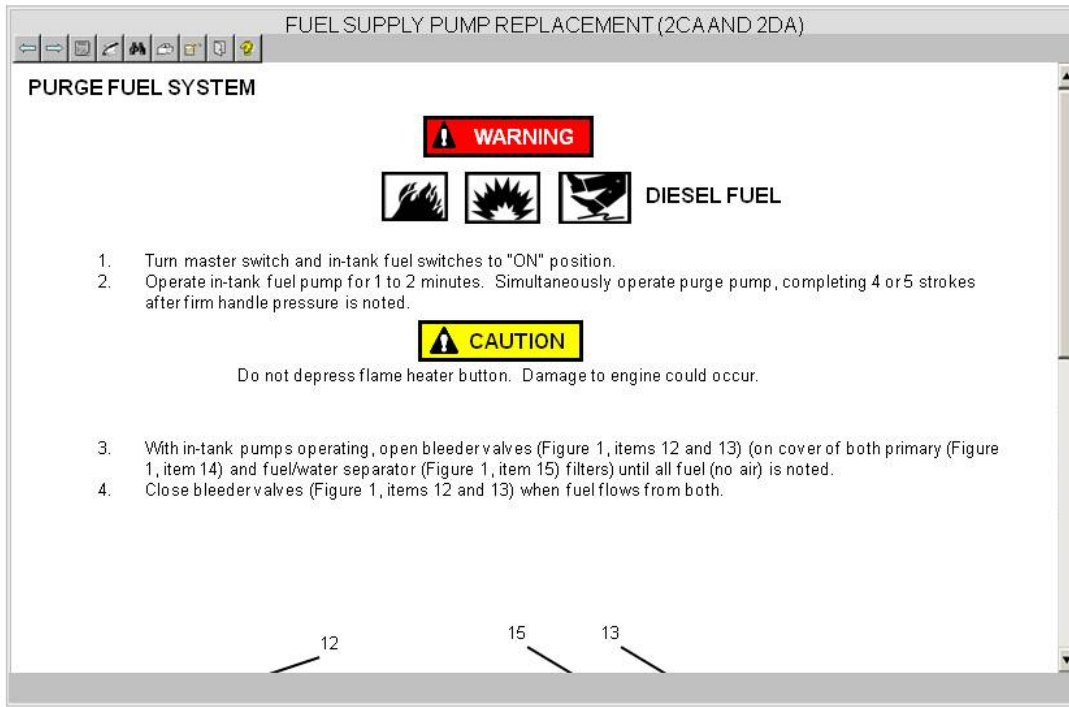 FUEL SUPPLY PUMP REPLACEMENT (2CA AND 2DA)
PURGE FUEL SYSTEM
WARNING
DIESEL FUEL
1. Turn master switch and in-tank fuel switches to "ON" position.
2. Operate in-tank fuel pump for 1 to 2 minutes. Simultaneously operate purge pump, completing 4 or 5 strokes
after firm handle pressure is noted.
CAUTION
Do not depress flame heater button. Damage to engine could occur.
3. With in-tank pumps operating, open bleeder valves (Figure 1, items 12 and 13) (on cover of both primary (Figure
1, item 14) and fuel/water separator (Figure 1, item 15) filters) until all fuel (no air) is noted.
4. Close bleeder valves (Figure 1, items 12 and 13) when fuel flows from both.
12 15 13